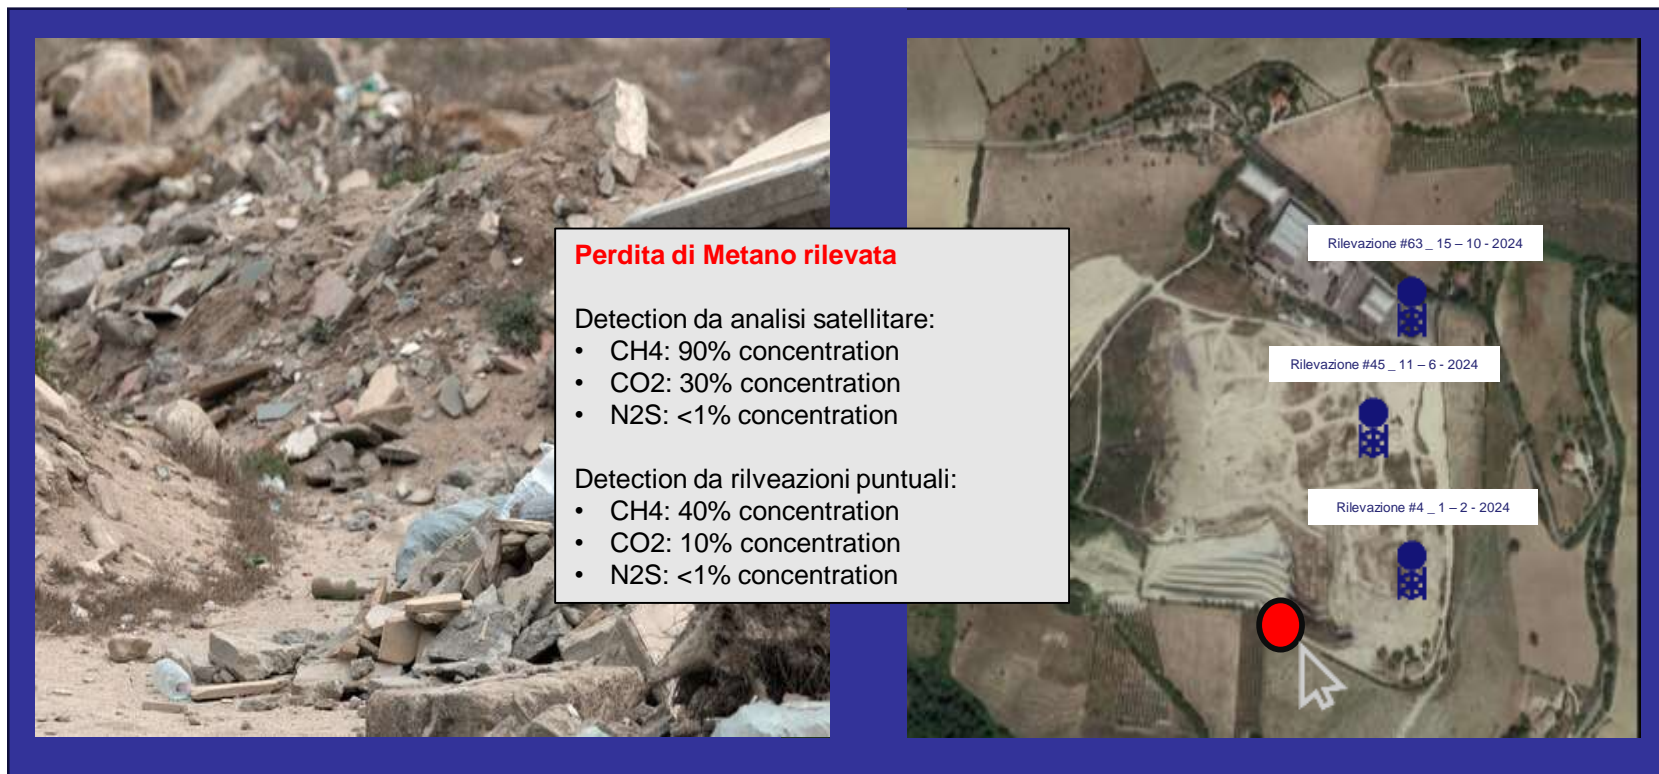 Perdita di Metano rilevata
Detection da analisi satellitare:
• CH4: 90% concentration
• CO2: 30% concentration
• N2S: <1% concentration
Detection da rilveazioni puntuali:
• CH4: 40% concentration
• CO2: 10% concentration
• N2S: <1% concentration
Rilevazione #63 _ 15 – 10 - 2024
Rilevazione #45 _ 11 – 6 - 2024
Rilevazione #4 _ 1 – 2 - 2024